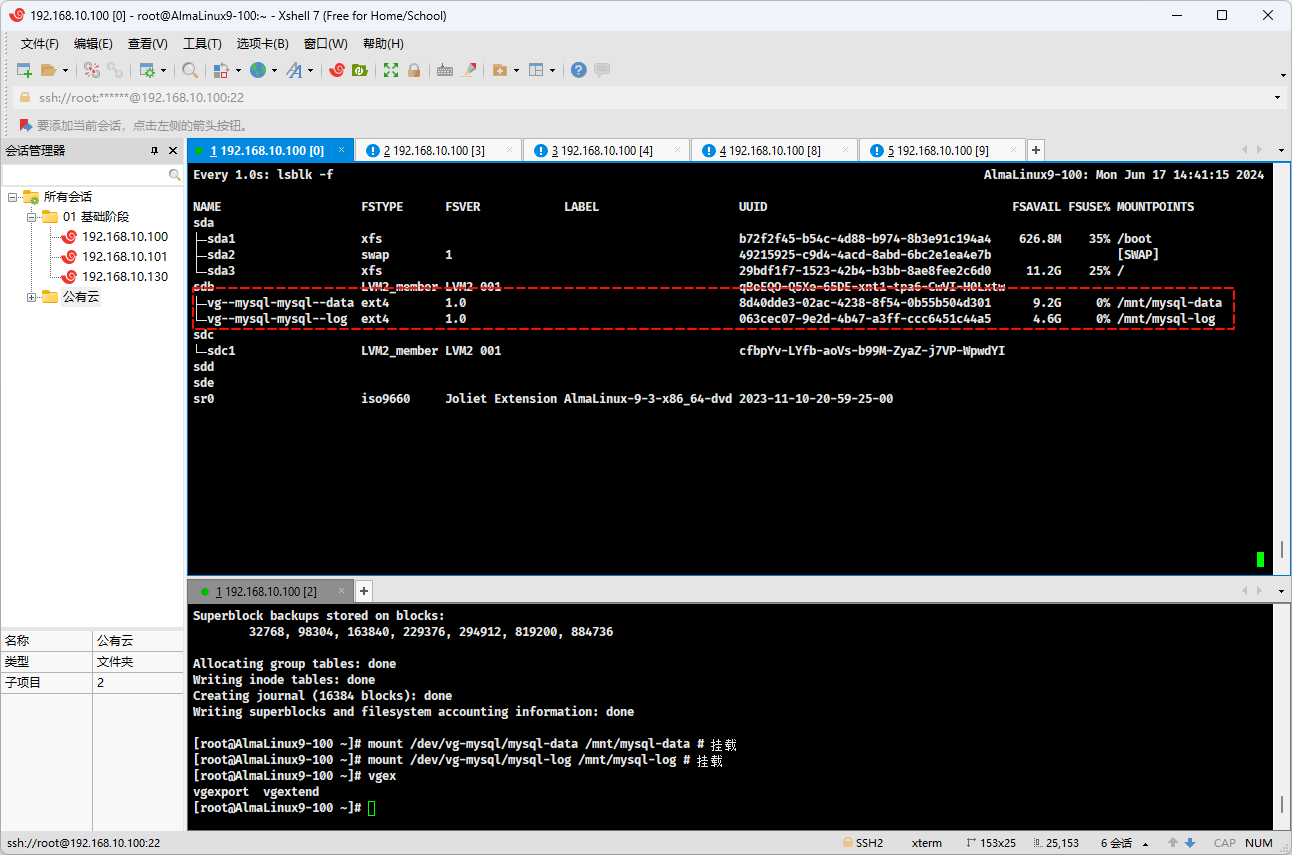 192.168.10.100 [0] - root@AlmaLinux9-100:~ - Xshell 7 (Free for Home/School)
文件(F) 编辑(E) 查看(V) 工具(T) 选项卡(B) 窗口(W) 帮助(H)
ssh://root:******@192.168.10.100:22
要添加当前会话，点击左侧的箭头按钮。
会话管理器
所有会话
01 基础阶段
192.168.10.100
192.168.10.101
192.168.10.130
公有云
名称 公有云
类型 文件夹
子项目 2
1 192.168.10.100 [0] 2 192.168.10.100 [3] 3 192.168.10.100 [4] 4 192.168.10.100 [8] 5 192.168.10.100 [9]
Every 1.0s: lsblk -f AlmaLinux9-100: Mon Jun 17 14:41:15 2024
NAME FSTYPE FSVER LABEL UUID FSAVAIL FSUSE% MOUNTPOINTS
sda
├─sda1 xfs b72f2f45-b54c-4d88-b974-8b3e91c194a4 626.8M 35% /boot
├─sda2 swap 1 49215925-c9d4-4acd-8abd-6bc2e1ea4e7b [SWAP]
└─sda3 xfs 29bdf1f7-1523-42b4-b3bb-8ae8fee2c6d0 11.2G 25% /
sdb LVM2_member LVM2 001
├─vg--mysql-mysql--data ext4 1.0 8d40dde3-02ac-4238-8f54-0b55b504d301 9.2G 0% /mnt/mysql-data
└─vg--mysql-mysql--log ext4 1.0 063cec07-9e2d-4b47-a3ff-ccc6451c44a5 4.6G 0% /mnt/mysql-log
sdc
└─sdc1 LVM2_member LVM2 001 cfbpYv-LYfb-aoVs-b99M-ZyaZ-j7VP-WpwdYI
sdd
sde
sr0 iso9660 Joliet Extension AlmaLinux-9-3-x86_64-dvd 2023-11-10-20-59-25-00
1 192.168.10.100 [2]
Superblock backups stored on blocks:
32768, 98304, 163840, 229376, 294912, 819200, 884736
Allocating group tables: done
Writing inode tables: done
Creating journal (16384 blocks): done
Writing superblocks and filesystem accounting information: done
[root@AlmaLinux9-100 ~]# mount /dev/vg-mysql/mysql-data /mnt/mysql-data # 挂载
[root@AlmaLinux9-100 ~]# mount /dev/vg-mysql/mysql-log /mnt/mysql-log # 挂载
[root@AlmaLinux9-100 ~]# vgex
vgexport vgextend
[root@AlmaLinux9-100 ~]#
ssh://root@192.168.10.100:22 SSH2 xterm 153x25 25,153 6 会话 CAP NUM